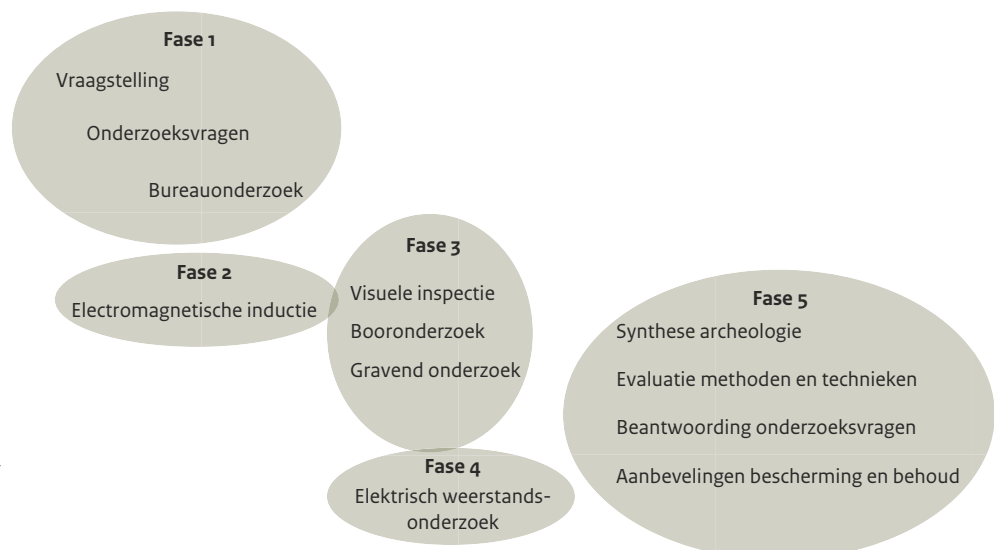 Fase 1
Vraagstelling
Onderzoeksvragen
Bureauonderzoek
Fase 2
Electromagnetische inductie
Fase 3
Visuele inspectie
Booronderzoek
Gravend onderzoek
Fase 4
Elektrisch weerstands-
onderzoek
Fase 5
Synthese archeologie
Evaluatie methoden en technieken
Beantwoording onderzoeksvragen
Aanbevelingen bescherming en behoud